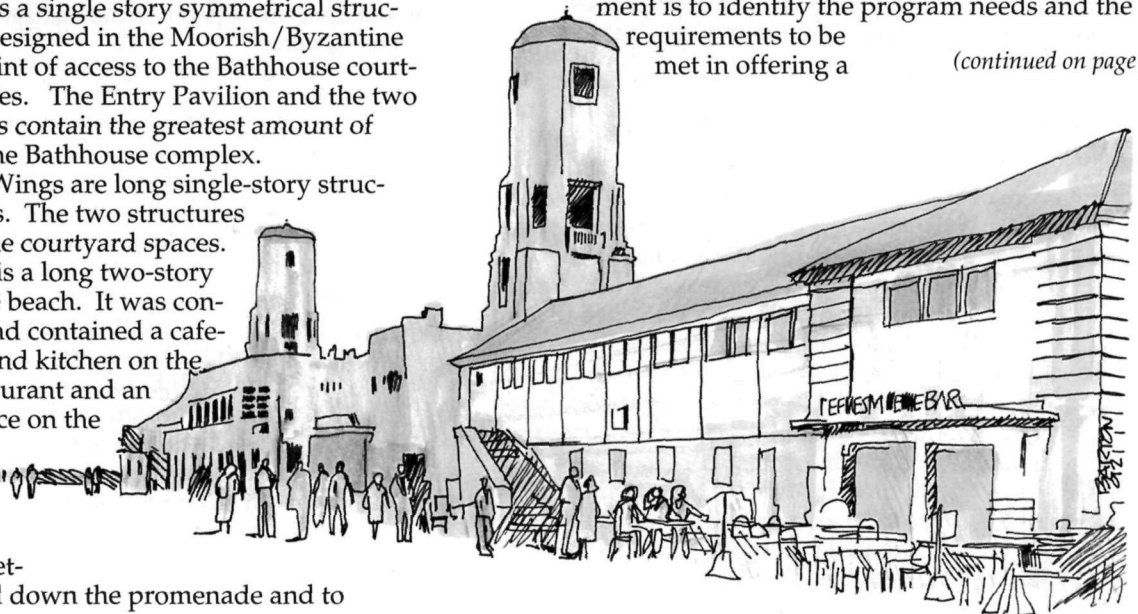 s a single story symmetrical struc-
esigned in the Moorish/Byzantine
int of access to the Bathhouse court-
es. The Entry Pavilion and the two
s contain the greatest amount of
ne Bathhouse complex.
Wings are long single-story struc-
s. The two structures
e courtyard spaces.
is a long two-story
e beach. It was con-
ad contained a cafe-
nd kitchen on the
urant and an
ce on the
et-
d down the promenade and to
ment is to identify the program needs and the
requirements to be
met in offering a
(continued on page
BAR